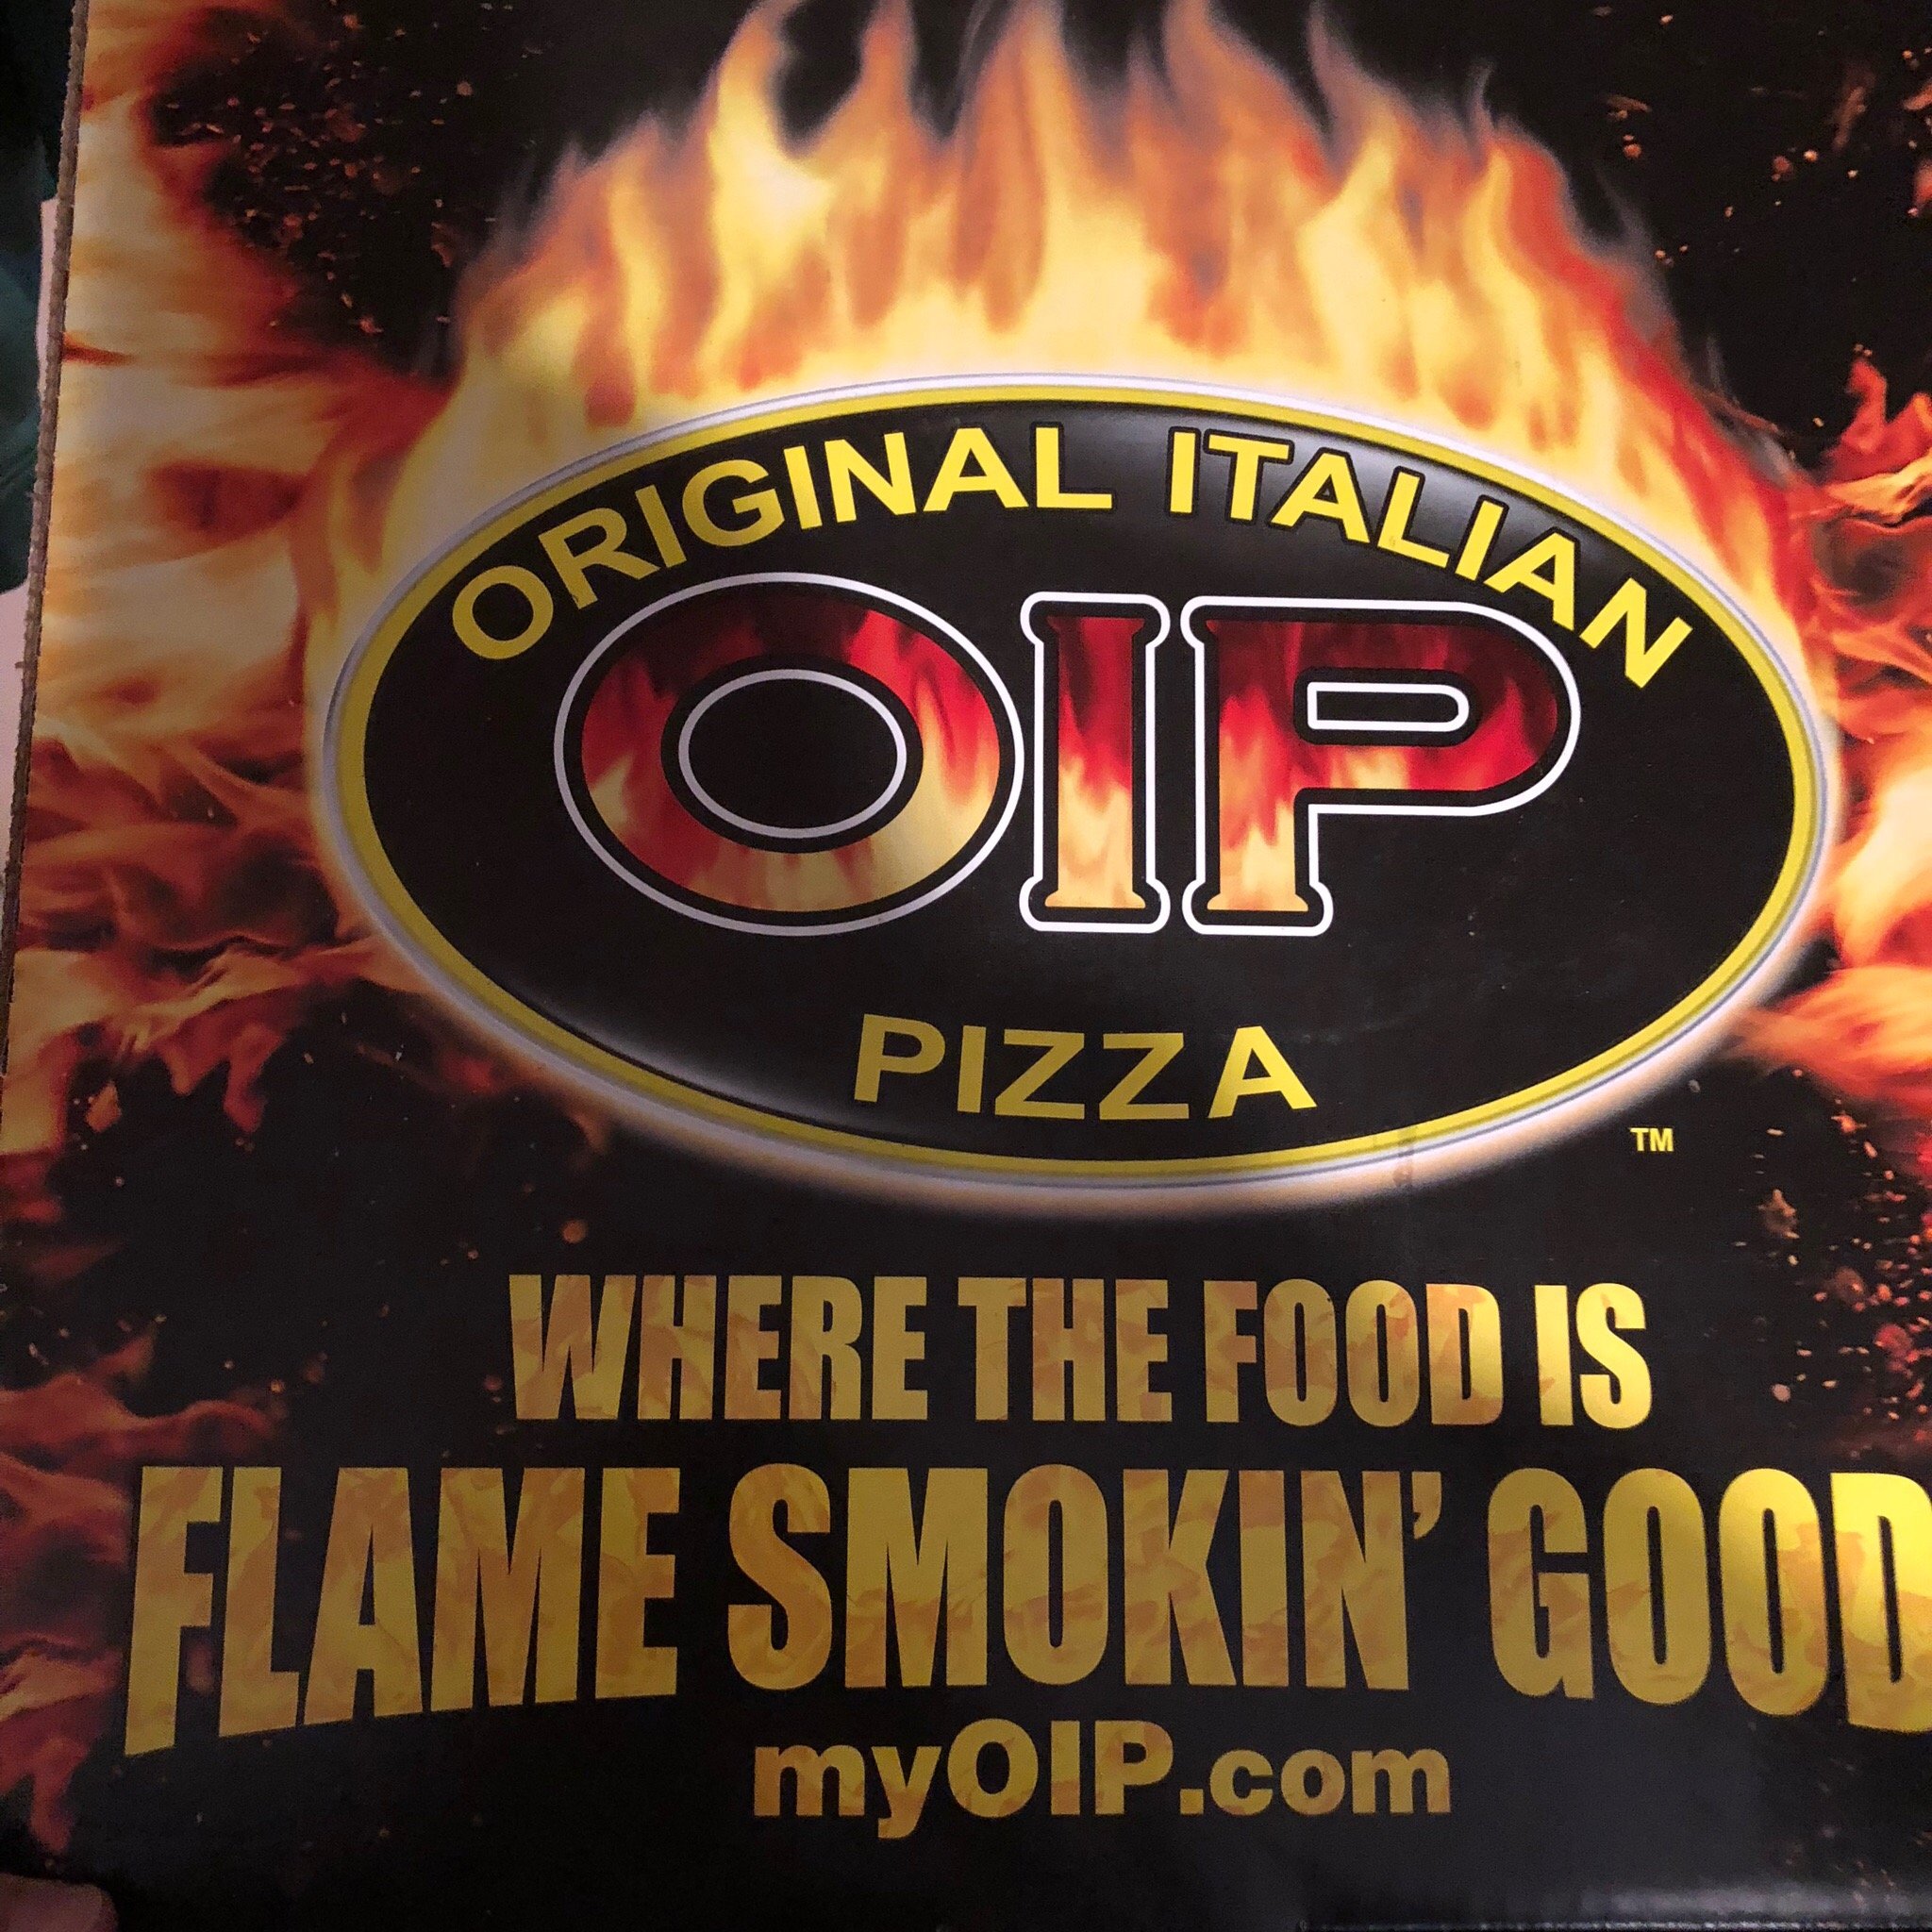 ORIGINAL ITALIAN
OIP
PIZZA
TM
WHERE THE FOOD IS
FLAME SMOKIN' GOOD
myOIP.com